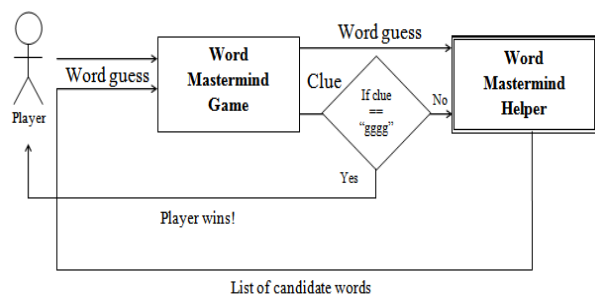 Player
Word guess
Word
Mastermind
Game
Word guess
Clue
If clue
==
“gggg”
No
Yes
Word
Mastermind
Helper
Player wins!
List of candidate words